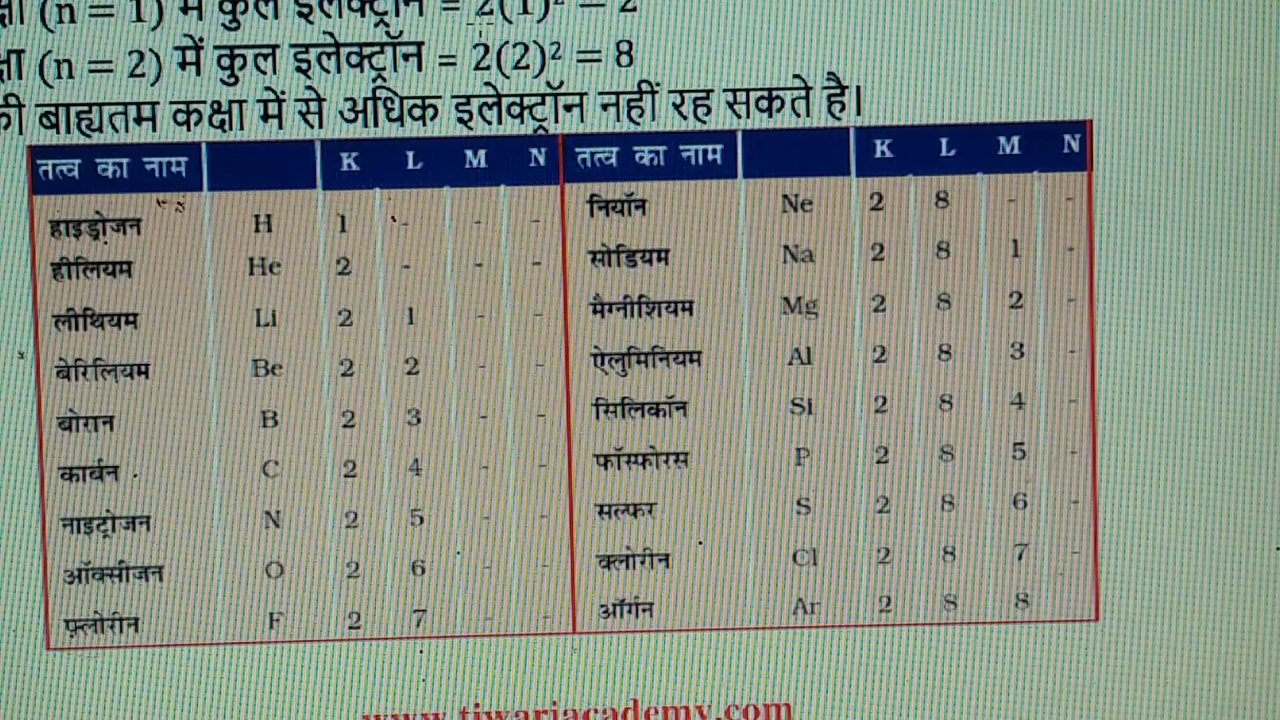 (n = 1) में कुल इलेक्ट्रॉन = 2(1)² = 2
(n = 2) में कुल इलेक्ट्रॉन = 2(2)² = 8
की बाह्यतम कक्षा में से अधिक इलेक्ट्रॉन नहीं रह सकते है।
तत्व का नाम K L M N तत्व का नाम K L M N
हाइड्रोजन H 1 - - - नियॉन Ne 2 8 - -
हीलियम He 2 - - - सोडियम Na 2 8 1 -
लीथियम Li 2 1 - - मैग्नीशियम Mg 2 8 2 -
बेरिलियम Be 2 2 - - ऐलुमिनियम Al 2 8 3 -
बोरान B 2 3 - - सिलिकॉन Si 2 8 4 -
कार्बन C 2 4 - - फॉस्फोरस P 2 8 5 -
नाइट्रोजन N 2 5 - - सल्फर S 2 8 6 -
ऑक्सीजन O 2 6 - - क्लोरीन Cl 2 8 7 -
फ़्लोरीन F 2 7 - - ऑर्गन Ar 2 8 8
www.tiwariacademy.com